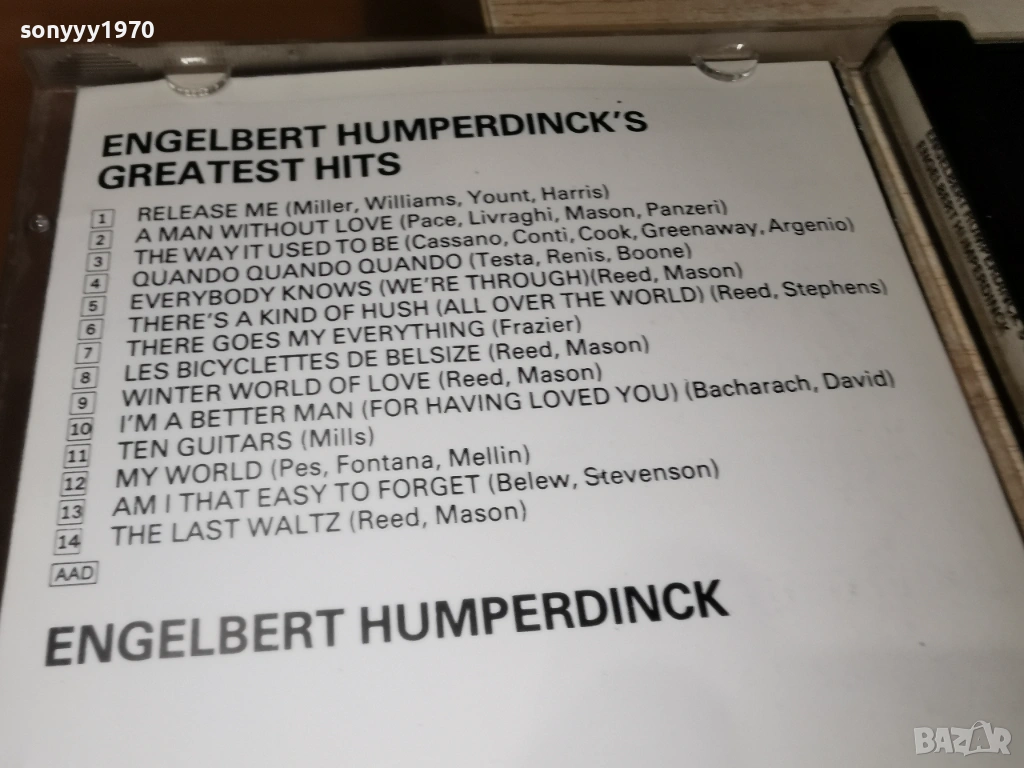 sonyyy1970
ENGELBERT HUMPERDINCK'S
GREATEST HITS
1 RELEASE ME (Miller, Williams, Yount, Harris)
2 A MAN WITHOUT LOVE (Pace, Livraghi, Mason, Panzeri)
3 THE WAY IT USED TO BE (Cassano, Conti, Cook, Greenaway, Argenio)
4 QUANDO QUANDO QUANDO (Testa, Renis, Boone)
5 EVERYBODY KNOWS (WE'RE THROUGH)(Reed, Mason)
6 THERE'S A KIND OF HUSH (ALL OVER THE WORLD) (Reed, Stephens)
7 THERE GOES MY EVERYTHING (Frazier)
8 LES BICYCLETTES DE BELSIZE (Reed, Mason)
9 WINTER WORLD OF LOVE (Reed, Mason)
10 I'M A BETTER MAN (FOR HAVING LOVED YOU) (Bacharach, David)
11 TEN GUITARS (Mills)
12 MY WORLD (Pes, Fontana, Mellin)
13 AM I THAT EASY TO FORGET (Belew, Stevenson)
14 THE LAST WALTZ (Reed, Mason)
AAD
ENGELBERT HUMPERDINCK
ENGELBERT HUMPERDINCK
BAZAR